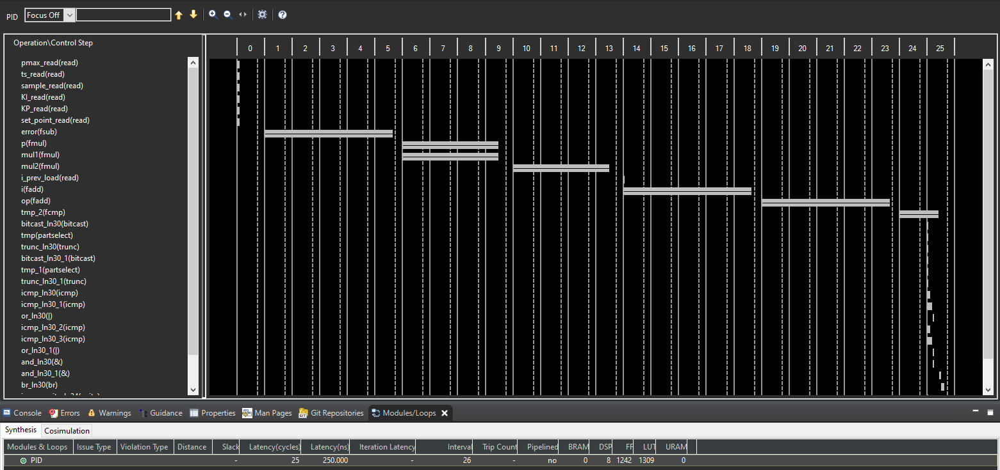 PID Focus Off
Operation\Control Step 0 1 2 3 4 5 6 7 8 9 10 11 12 13 14 15 16 17 18 19 20 21 22 23 24 25
pmax_read(read)
ts_read(read)
sample_read(read)
KI_read(read)
KP_read(read)
set_point_read(read)
error(fsub)
p(fmul)
mul1(fmul)
mul2(fmul)
i_prev_load(read)
i(fadd)
op(fadd)
tmp_2(fcmp)
bitcast_ln30(bitcast)
tmp(partselect)
trunc_ln30(trunc)
bitcast_ln30_1(bitcast)
tmp_1(partselect)
trunc_ln30_1(trunc)
icmp_ln30(icmp)
icmp_ln30_1(icmp)
or_ln30(|)
icmp_ln30_2(icmp)
icmp_ln30_3(icmp)
or_ln30_1(|)
and_ln30(&)
and_ln30_1(&)
br_ln30(br)
Console Errors Warnings Guidance Properties Man Pages Git Repositories Modules/Loops
Synthesis Cosimulation
Modules & Loops Issue Type Violation Type Distance Slack Latency(cycles) Latency(ns) Iteration Latency Interval Trip Count Pipelined BRAM DSP FF LUT URAM
PID - 25 250.000 - 26 - no 0 8 1242 1309 0